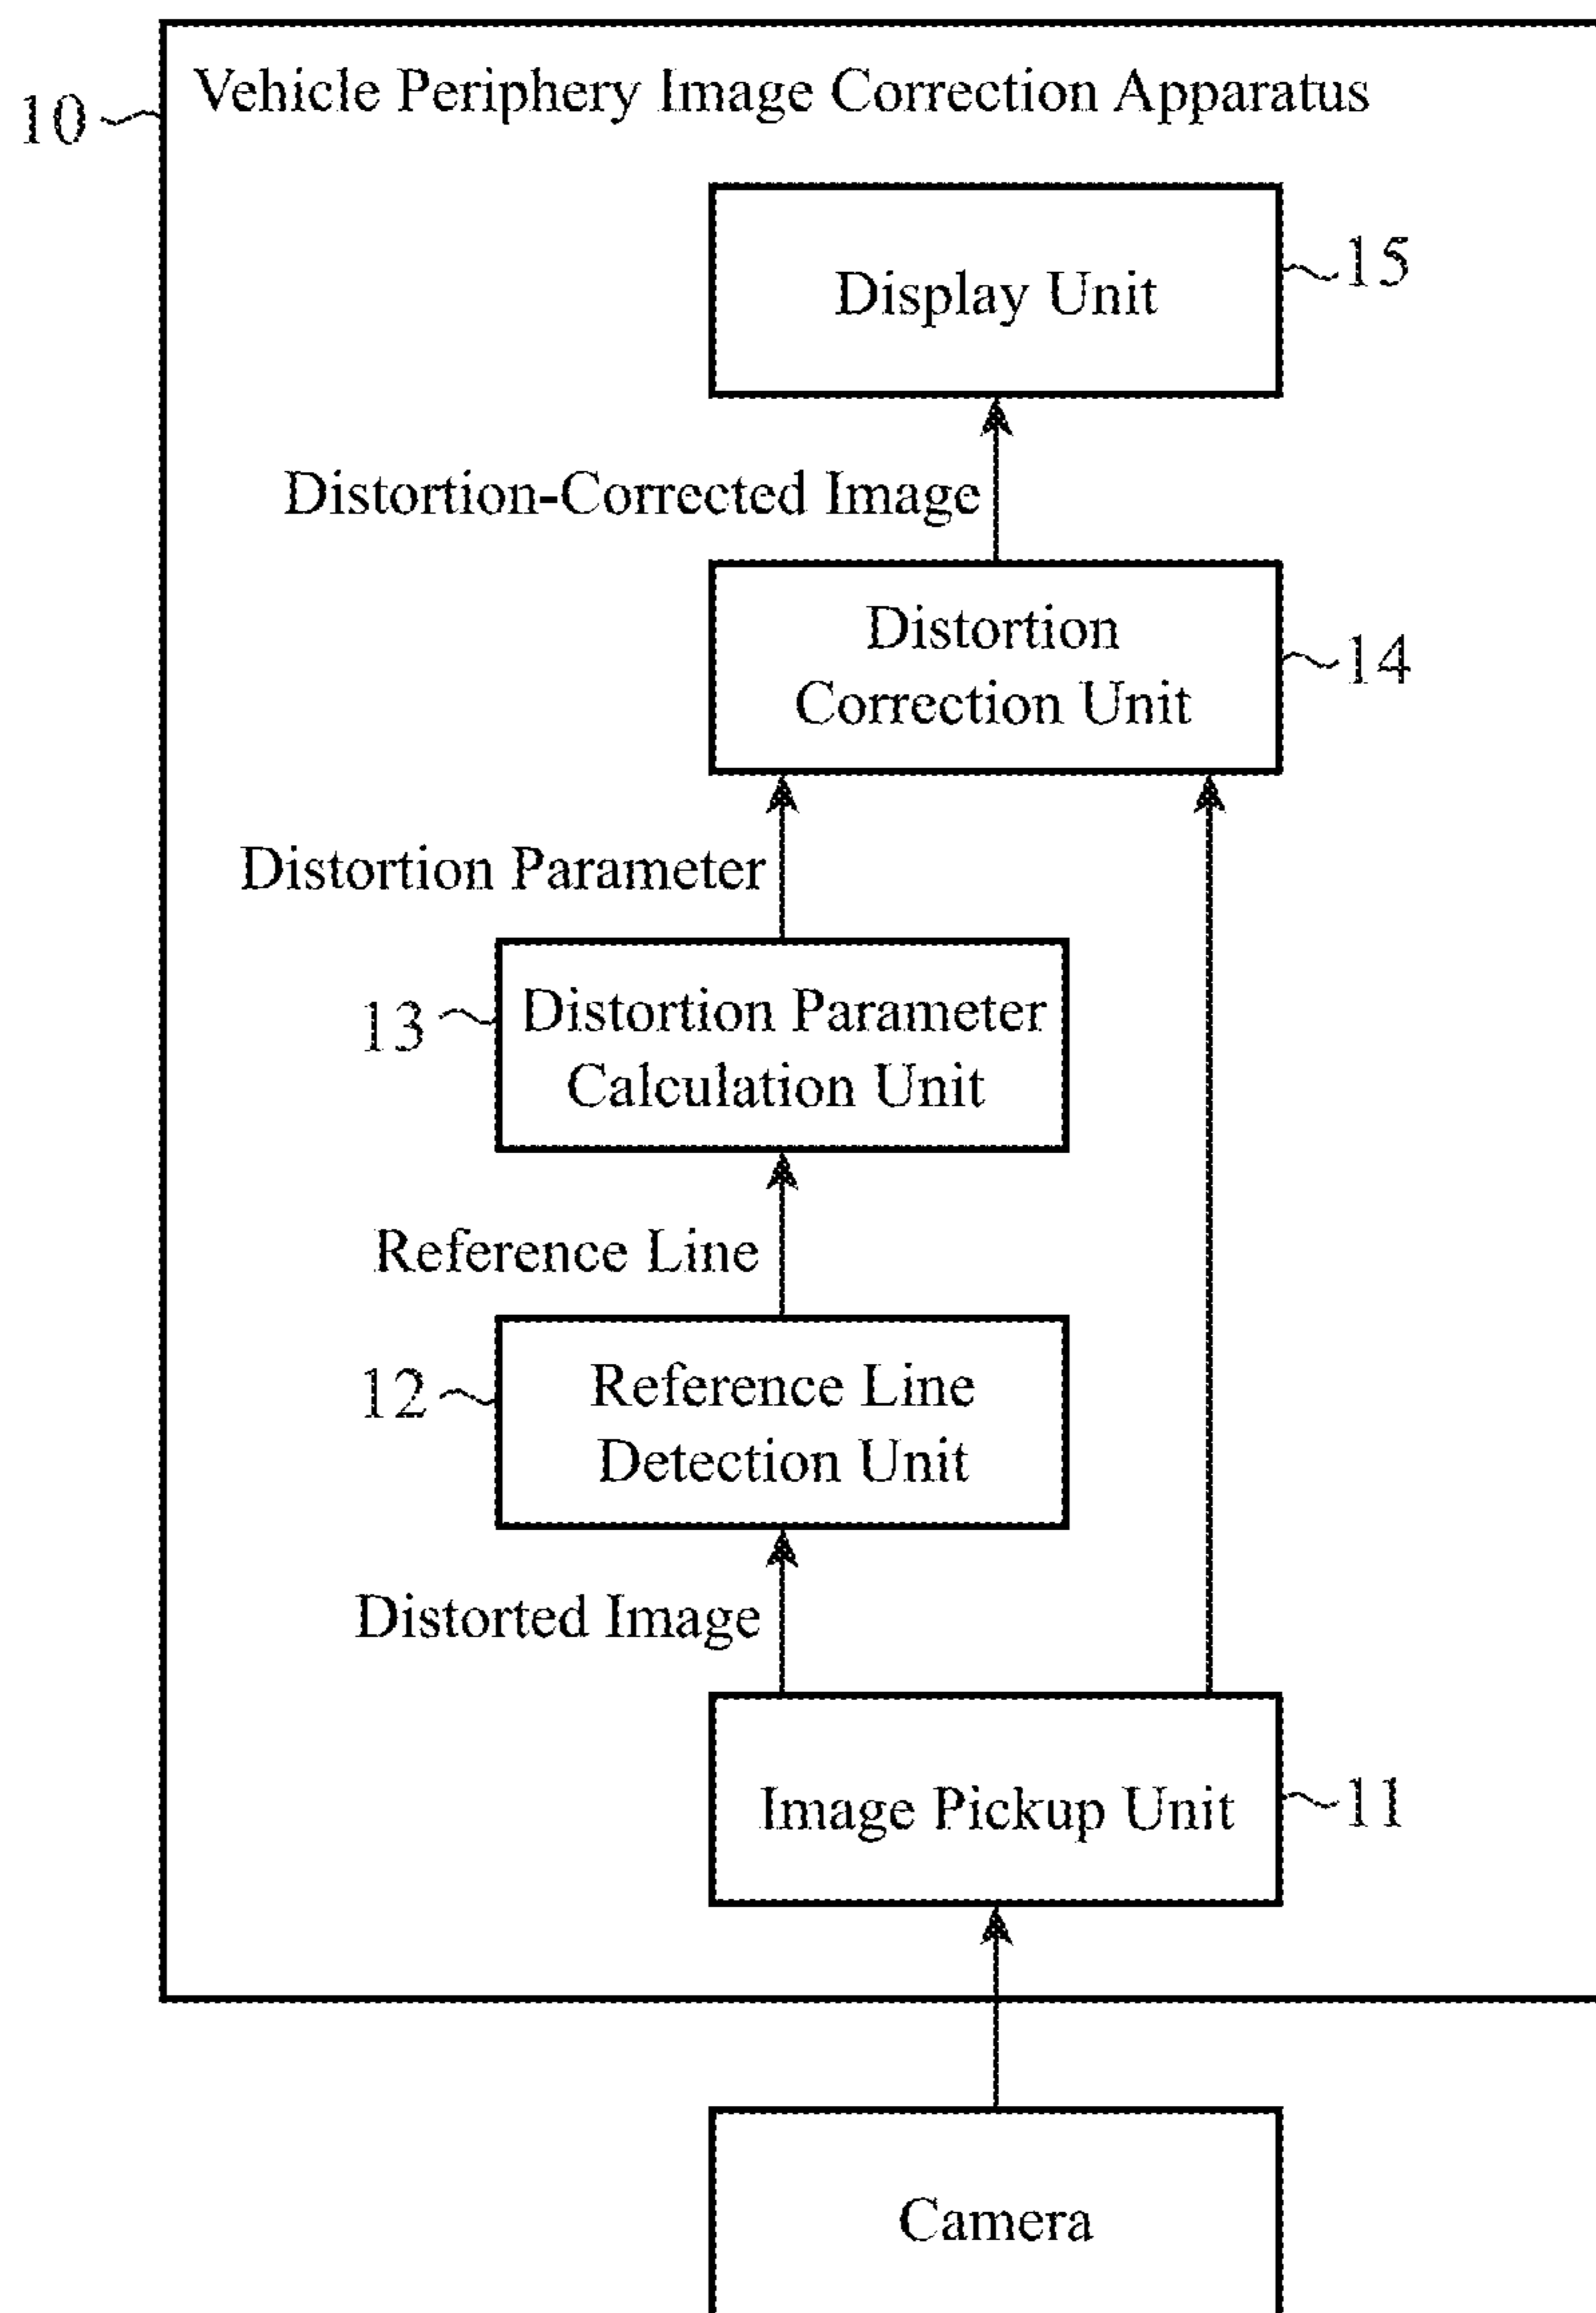 10
Vehicle Periphery Image Correction Apparatus
Display Unit
15
Distortion-Corrected Image
Distortion
Correction Unit
14
Distortion Parameter
13
Distortion Parameter
Calculation Unit
Reference Line
12
Reference Line
Detection Unit
Distorted Image
Image Pickup Unit
11
Camera